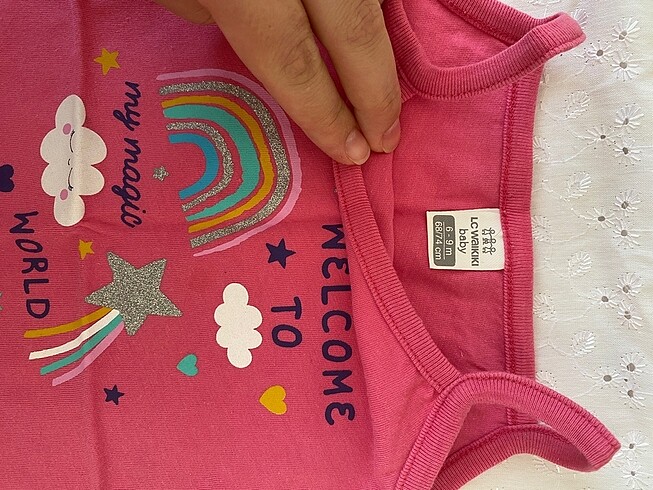 LC WAIKIKI
baby
6 - 9 m
68/74 cm
WELCOME
TO
my magic
WORLD